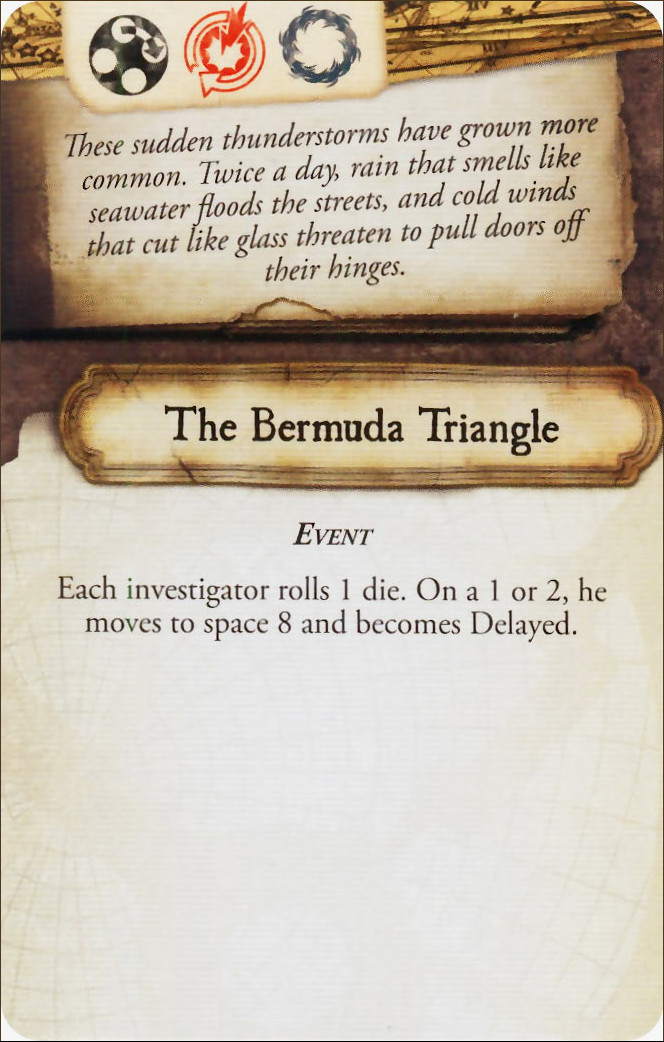 These sudden thunderstorms have grown more
common. Twice a day, rain that smells like
seawater floods the streets, and cold winds
that cut like glass threaten to pull doors off
their hinges.
The Bermuda Triangle
Event
Each investigator rolls 1 die. On a 1 or 2, he
moves to space 8 and becomes Delayed.